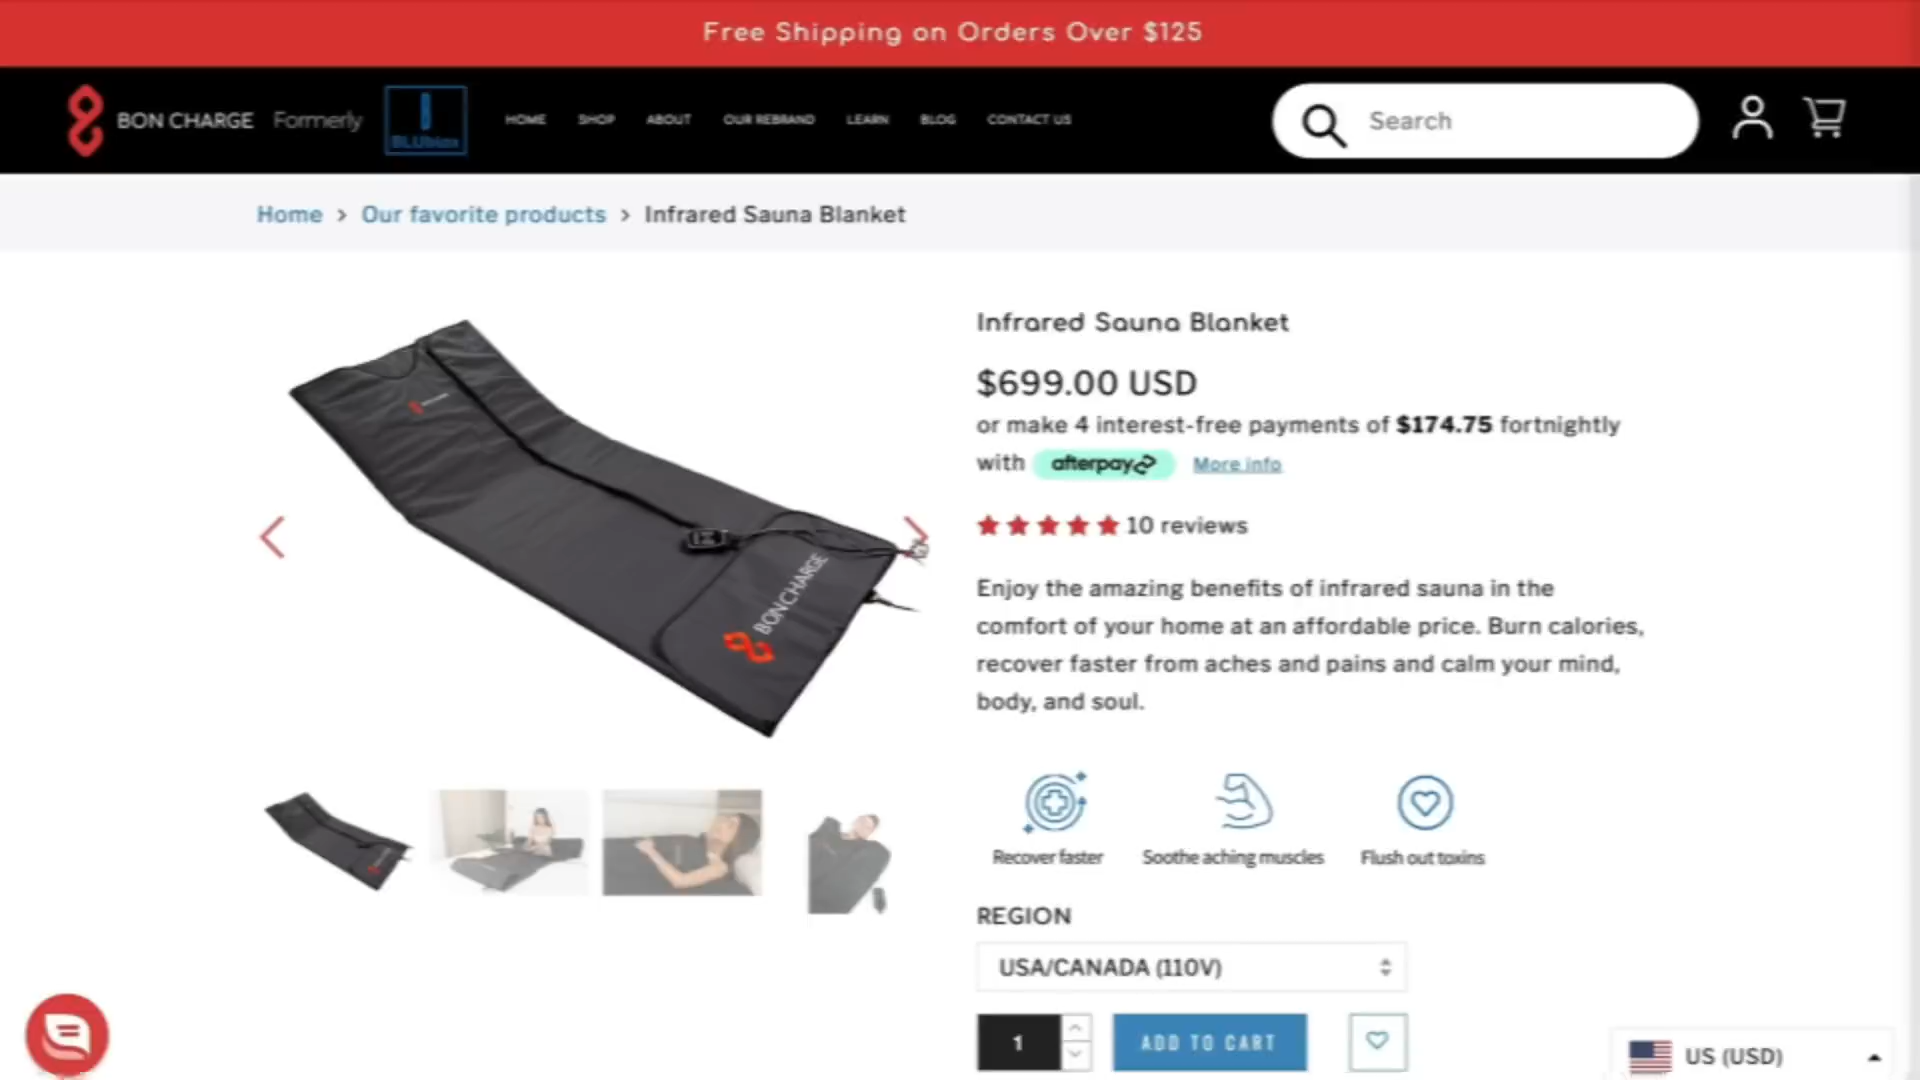 Free Shipping on Orders Over $125
BON CHARGE Formerly BLUblox HOME SHOP ABOUT OUR REBRAND LEARN BLOG CONTACT US Search
Home > Our favorite products > Infrared Sauna Blanket
Infrared Sauna Blanket
$699.00 USD
or make 4 interest-free payments of $174.75 fortnightly
with afterpay More info
10 reviews
Enjoy the amazing benefits of infrared sauna in the
comfort of your home at an affordable price. Burn calories,
recover faster from aches and pains and calm your mind,
body, and soul.
BON CHARGE
Recover faster Soothe aching muscles Flush out toxins
REGION
USA/CANADA (110V)
1 ADD TO CART
US (USD)